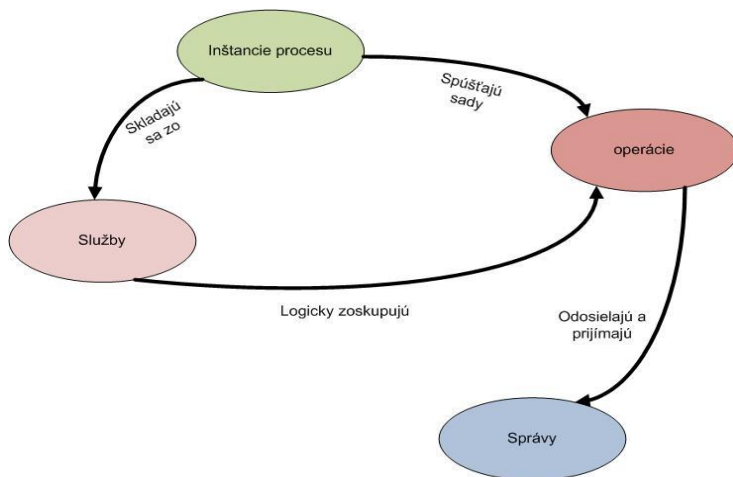 Inštancie procesu
Spúšťajú
sady
Skladajú
sa zo
operácie
Služby
Logicky zoskupujú
Odosielajú a
prijímajú
Správy